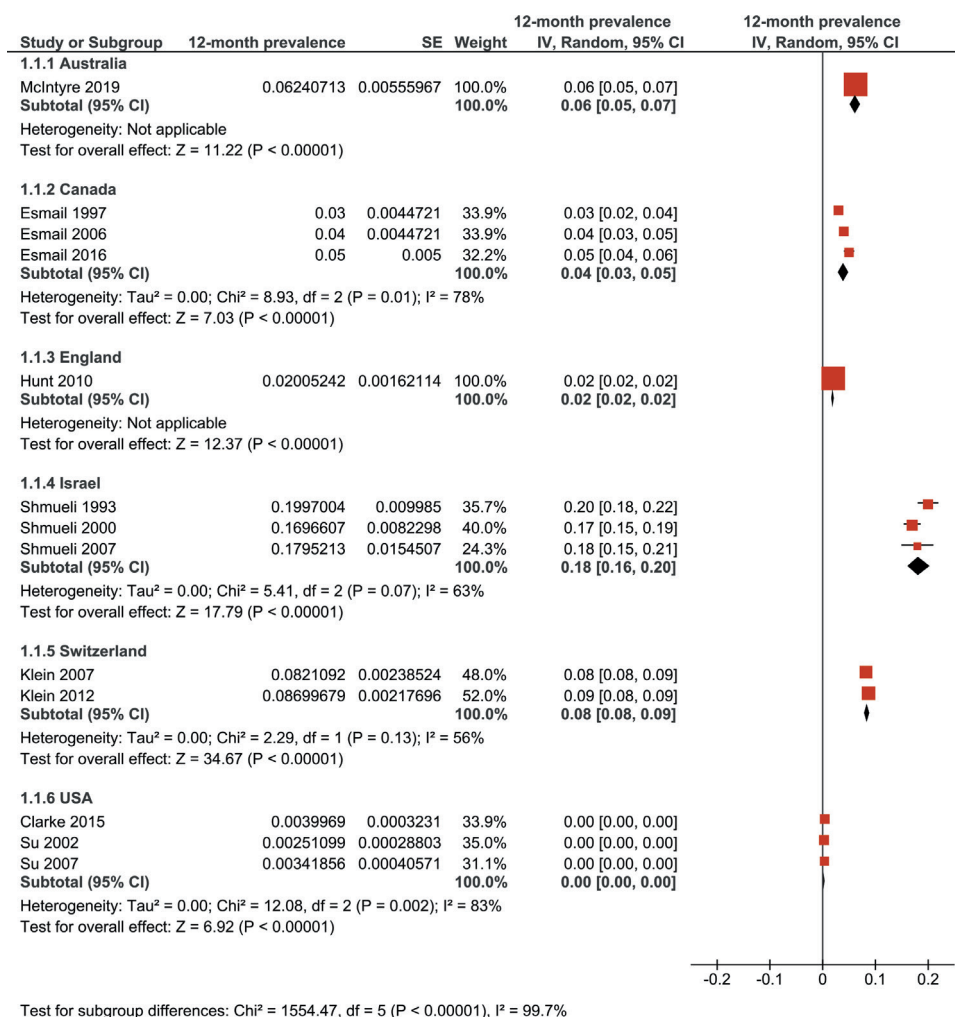 12-month prevalence 12-month prevalence
Study or Subgroup 12-month prevalence SE Weight IV, Random, 95% CI IV, Random, 95% CI
1.1.1 Australia
McIntyre 2019 0.06240713 0.00555967 100.0% 0.06 [0.05, 0.07]
Subtotal (95% CI) 100.0% 0.06 [0.05, 0.07]
Heterogeneity: Not applicable
Test for overall effect: Z = 11.22 (P < 0.00001)
1.1.2 Canada
Esmail 1997 0.03 0.0044721 33.9% 0.03 [0.02, 0.04]
Esmail 2006 0.04 0.0044721 33.9% 0.04 [0.03, 0.05]
Esmail 2016 0.05 0.005 32.2% 0.05 [0.04, 0.06]
Subtotal (95% CI) 100.0% 0.04 [0.03, 0.05]
Heterogeneity: Tau² = 0.00; Chi² = 8.93, df = 2 (P = 0.01); I² = 78%
Test for overall effect: Z = 7.03 (P < 0.00001)
1.1.3 England
Hunt 2010 0.02005242 0.00162114 100.0% 0.02 [0.02, 0.02]
Subtotal (95% CI) 100.0% 0.02 [0.02, 0.02]
Heterogeneity: Not applicable
Test for overall effect: Z = 12.37 (P < 0.00001)
1.1.4 Israel
Shmueli 1993 0.1997004 0.009985 35.7% 0.20 [0.18, 0.22]
Shmueli 2000 0.1696607 0.0082298 40.0% 0.17 [0.15, 0.19]
Shmueli 2007 0.1795213 0.0154507 24.3% 0.18 [0.15, 0.21]
Subtotal (95% CI) 100.0% 0.18 [0.16, 0.20]
Heterogeneity: Tau² = 0.00; Chi² = 5.41, df = 2 (P = 0.07); I² = 63%
Test for overall effect: Z = 17.79 (P < 0.00001)
1.1.5 Switzerland
Klein 2007 0.0821092 0.00238524 48.0% 0.08 [0.08, 0.09]
Klein 2012 0.08699679 0.00217696 52.0% 0.09 [0.08, 0.09]
Subtotal (95% CI) 100.0% 0.08 [0.08, 0.09]
Heterogeneity: Tau² = 0.00; Chi² = 2.29, df = 1 (P = 0.13); I² = 56%
Test for overall effect: Z = 34.67 (P < 0.00001)
1.1.6 USA
Clarke 2015 0.0039969 0.0003231 33.9% 0.00 [0.00, 0.00]
Su 2002 0.00251099 0.00028803 35.0% 0.00 [0.00, 0.00]
Su 2007 0.00341856 0.00040571 31.1% 0.00 [0.00, 0.00]
Subtotal (95% CI) 100.0% 0.00 [0.00, 0.00]
Heterogeneity: Tau² = 0.00; Chi² = 12.08, df = 2 (P = 0.002); I² = 83%
Test for overall effect: Z = 6.92 (P < 0.00001)
-0.2 -0.1 0 0.1 0.2
Test for subgroup differences: Chi² = 1554.47, df = 5 (P < 0.00001), I² = 99.7%